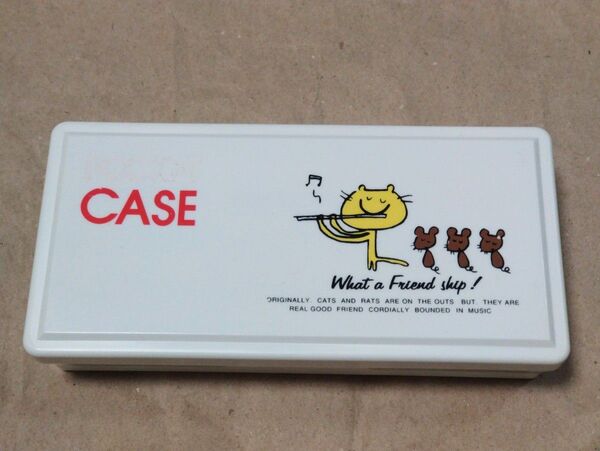 CASE
What a Friend ship!
ORIGINALLY. CATS AND RATS ARE ON THE OUTS BUT. THEY ARE
REAL GOOD FRIEND CORDIALLY BOUNDED IN MUSIC